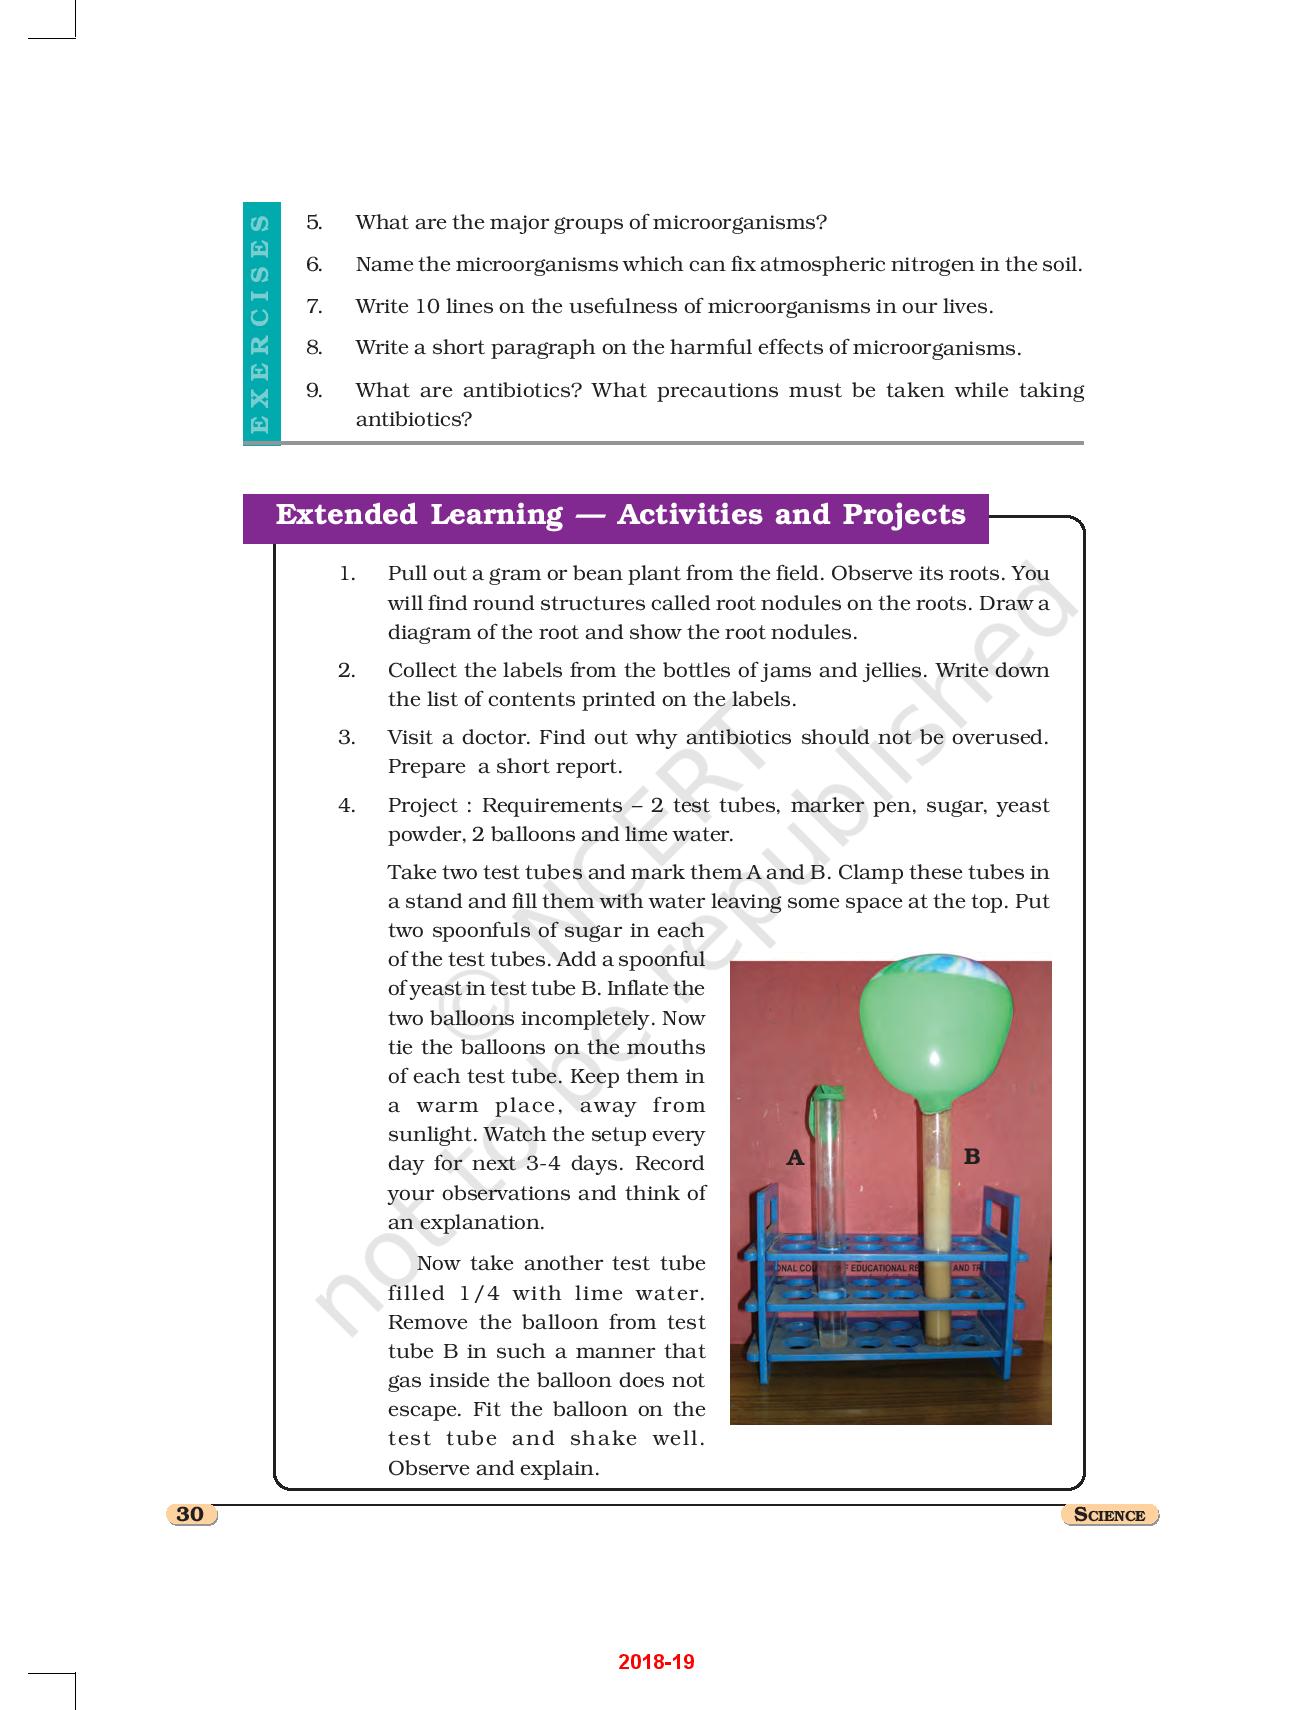 EXERCISES
5. What are the major groups of microorganisms?
6. Name the microorganisms which can fix atmospheric nitrogen in the soil.
7. Write 10 lines on the usefulness of microorganisms in our lives.
8. Write a short paragraph on the harmful effects of microorganisms.
9. What are antibiotics? What precautions must be taken while taking
antibiotics?
Extended Learning — Activities and Projects
1. Pull out a gram or bean plant from the field. Observe its roots. You
will find round structures called root nodules on the roots. Draw a
diagram of the root and show the root nodules.
2. Collect the labels from the bottles of jams and jellies. Write down
the list of contents printed on the labels.
3. Visit a doctor. Find out why antibiotics should not be overused.
Prepare a short report.
4. Project : Requirements – 2 test tubes, marker pen, sugar, yeast
powder, 2 balloons and lime water.
Take two test tubes and mark them A and B. Clamp these tubes in
a stand and fill them with water leaving some space at the top. Put
two spoonfuls of sugar in each
of the test tubes. Add a spoonful
of yeast in test tube B. Inflate the
two balloons incompletely. Now
tie the balloons on the mouths
of each test tube. Keep them in
a warm place, away from
sunlight. Watch the setup every
day for next 3-4 days. Record
your observations and think of
an explanation.
Now take another test tube
filled 1/4 with lime water.
Remove the balloon from test
tube B in such a manner that
gas inside the balloon does not
escape. Fit the balloon on the
test tube and shake well.
Observe and explain.
A
B
EDUCATIONAL
AND
© NCERT
not to be republished
30
SCIENCE
2018-19